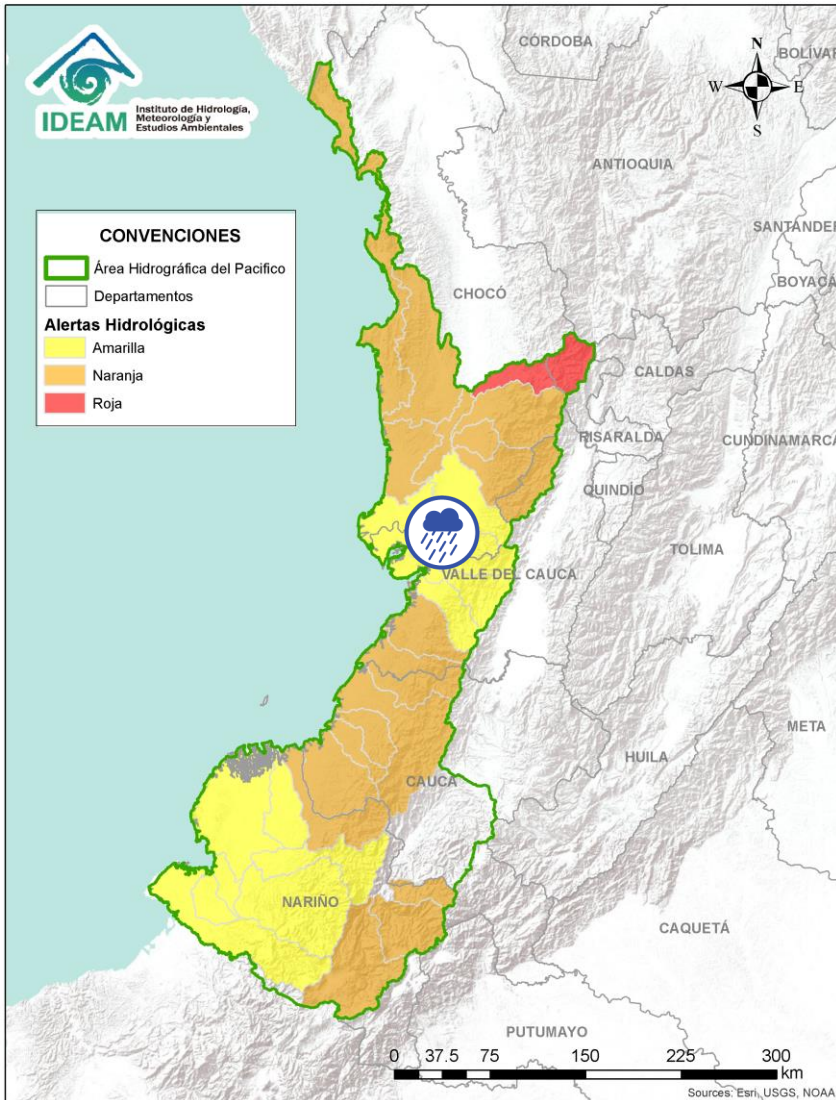 IDEAM
Instituto de Hidrología,
Meteorología y
Estudios Ambientales
CÓRDOBA
BOLÍVAR
N
W
E
S
ANTIOQUIA
SANTANDER
BOYACÁ
CONVENCIONES
Área Hidrográfica del Pacifico
Departamentos
Alertas Hidrológicas
Amarilla
Naranja
Roja
CHOCÓ
CALDAS
RISARALDA
CUNDINAMARCA
QUINDÍO
TOLIMA
VALLE DEL CAUCA
META
HUILA
CAUCA
NARIÑO
CAQUETÁ
PUTUMAYO
0 37.5 75 150 225 300
km
Sources: Esri, USGS, NOAA